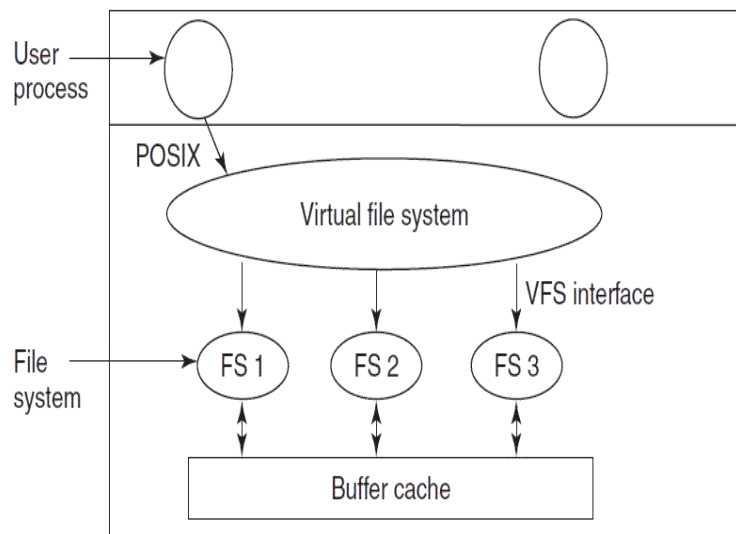 User
process
POSIX
Virtual file system
VFS interface
File
system
FS 1
FS 2
FS 3
Buffer cache